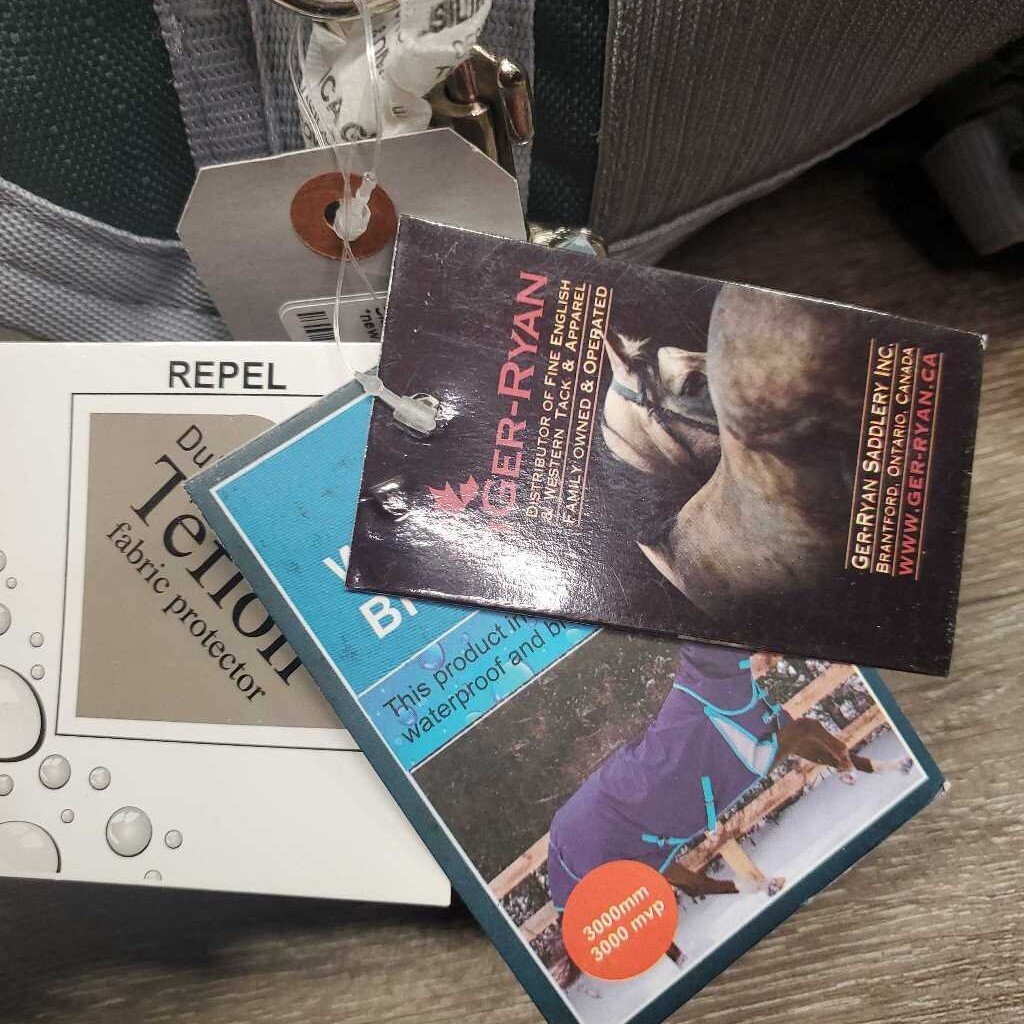 REPEL
Teflon
fabric protector
GER-RYAN
DISTRIBUTOR OF FINE ENGLISH
& WESTERN TACK & APPAREL
FAMILY OWNED & OPERATED
GER-RYAN SADDLERY INC.
BRANTFORD, ONTARIO, CANADA
WWW.GER-RYAN.CA
This product
waterproof and
3000mm
3000 mvp